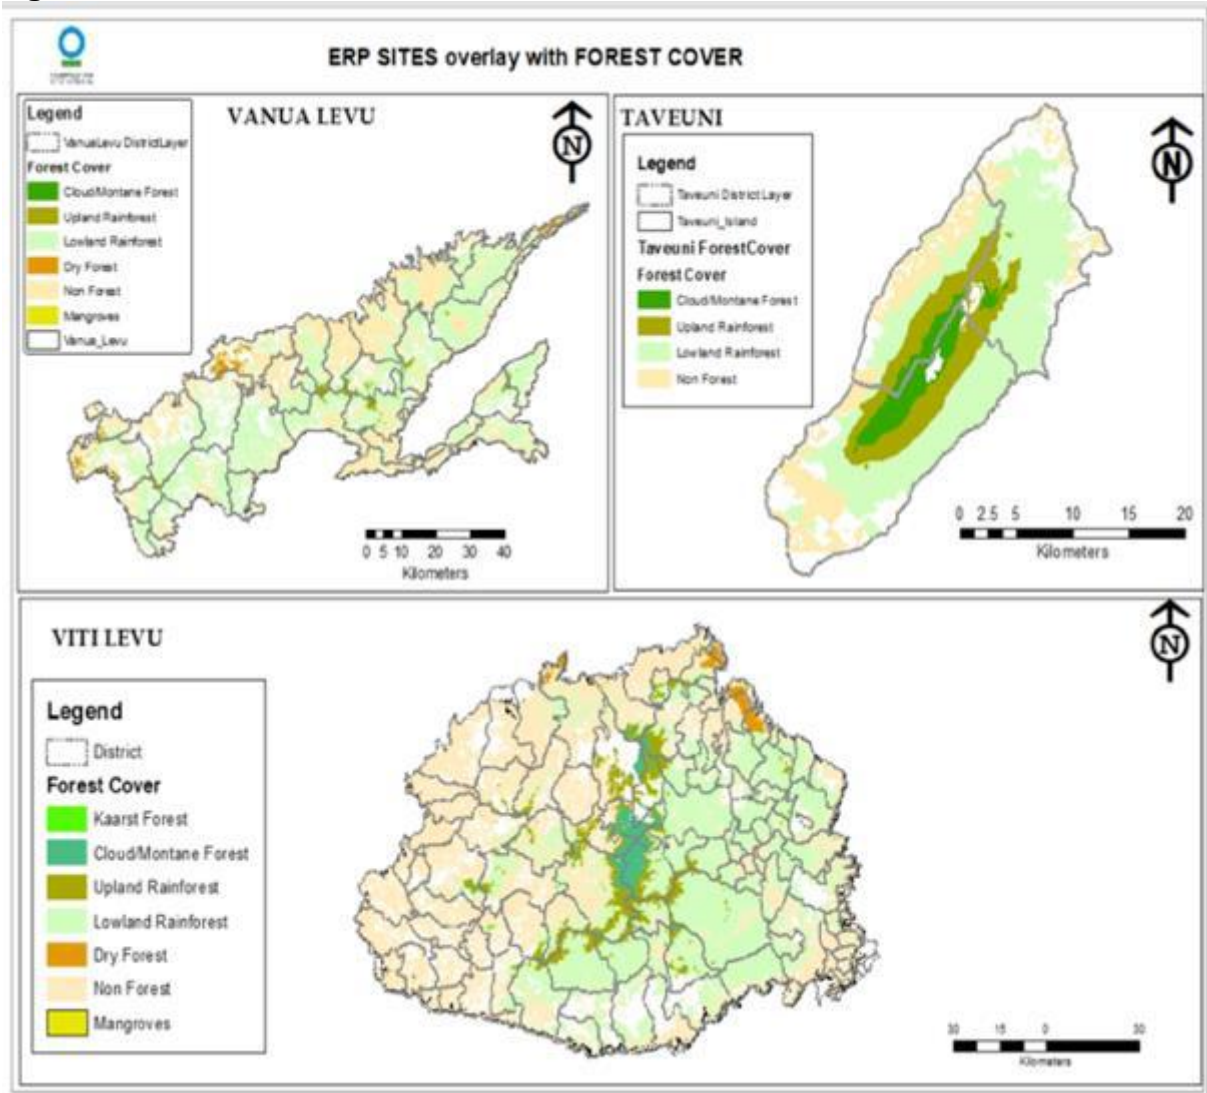 ERP SITES overlay with FOREST COVER
VANUA LEVU
Legend
VanuaLevu DistrictLayer
Forest Cover
Cloud/Montane Forest
Upland Rainforest
Lowland Rainforest
Dry Forest
Non Forest
Mangroves
Vanua_Levu
N
0 5 10 20 30 40
Kilometers
TAVEUNI
Legend
Taveuni District Layer
Taveuni_Island
Taveuni ForestCover
Forest Cover
Cloud/Montane Forest
Upland Rainforest
Lowland Rainforest
Non Forest
N
0 2.5 5 10 15 20
Kilometers
VITI LEVU
Legend
District
Forest Cover
Kaarst Forest
Cloud/Montane Forest
Upland Rainforest
Lowland Rainforest
Dry Forest
Non Forest
Mangroves
N
30 15 0 30
Kilometers